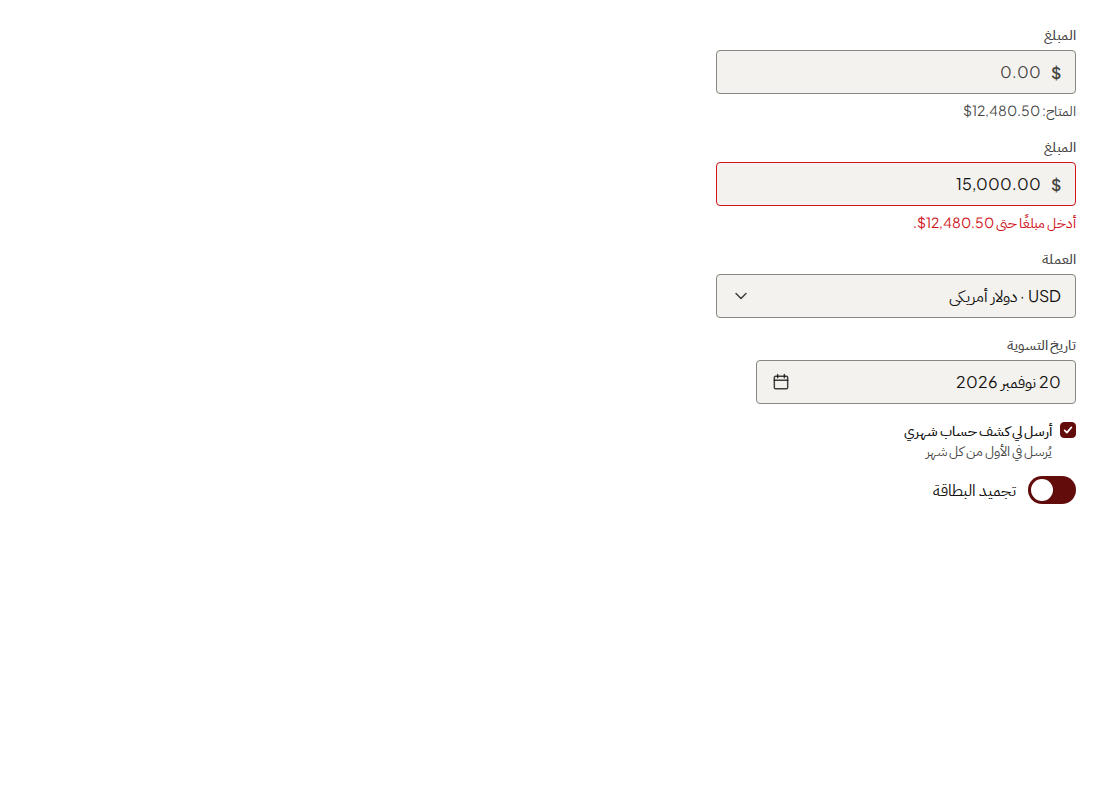 المبلغ
$ 0.00
المتاح: $12,480.50
المبلغ
$ 15,000.00
أدخل مبلغًا حتى $12,480.50.
العملة
USD · دولار أمريكي
تاريخ التسوية
20 نوفمبر 2026
أرسل لي كشف حساب شهري
يُرسل في الأول من كل شهر
تجميد البطاقة